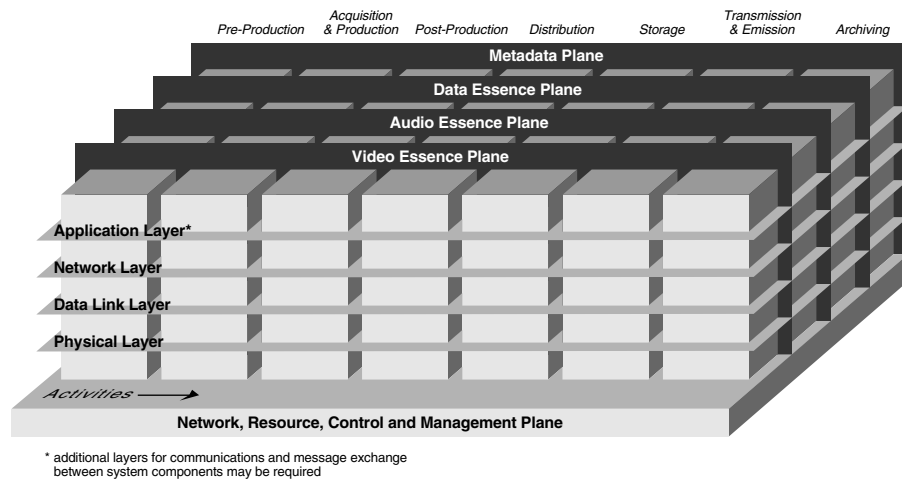 Pre-Production
Acquisition
& Production
Post-Production
Distribution
Storage
Transmission
& Emission
Archiving
Metadata Plane
Data Essence Plane
Audio Essence Plane
Video Essence Plane
Application Layer*
Network Layer
Data Link Layer
Physical Layer
Activities
Network, Resource, Control and Management Plane
* additional layers for communications and message exchange
between system components may be required